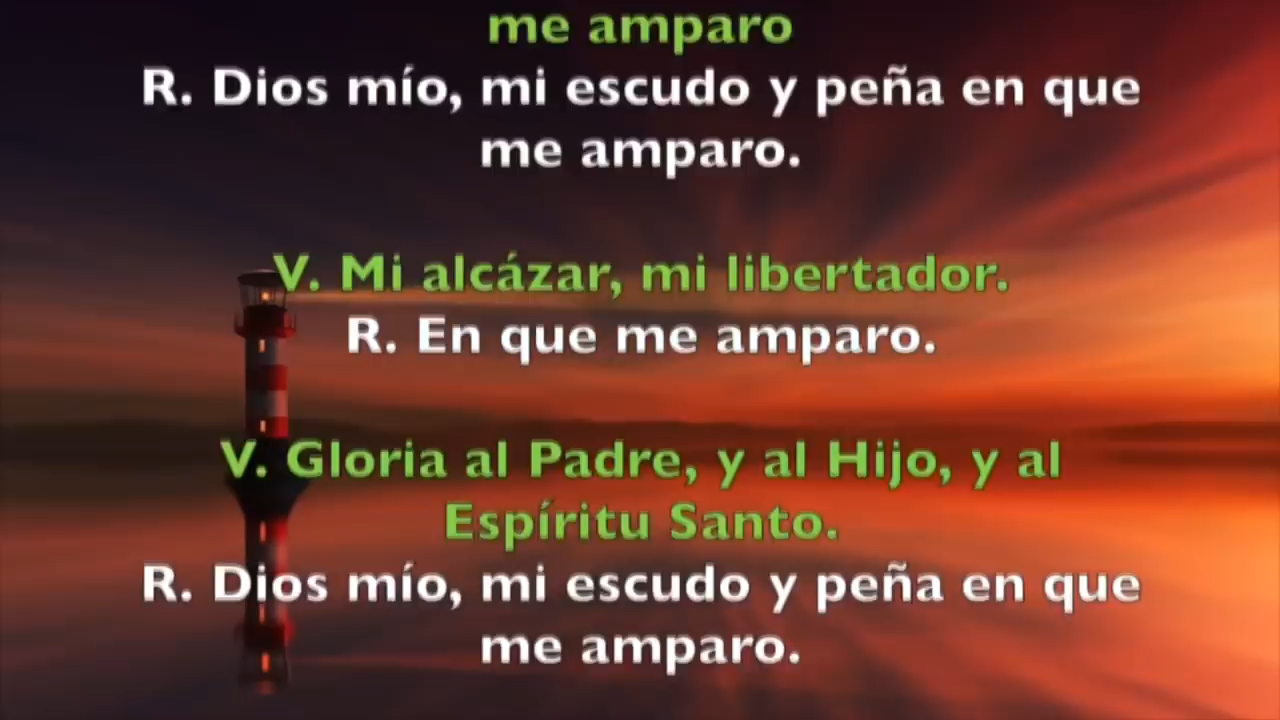 me amparo
R. Dios mío, mi escudo y peña en que
me amparo.
V. Mi alcázar, mi libertador.
R. En que me amparo.
V. Gloria al Padre, y al Hijo, y al
Espíritu Santo.
R. Dios mío, mi escudo y peña en que
me amparo.